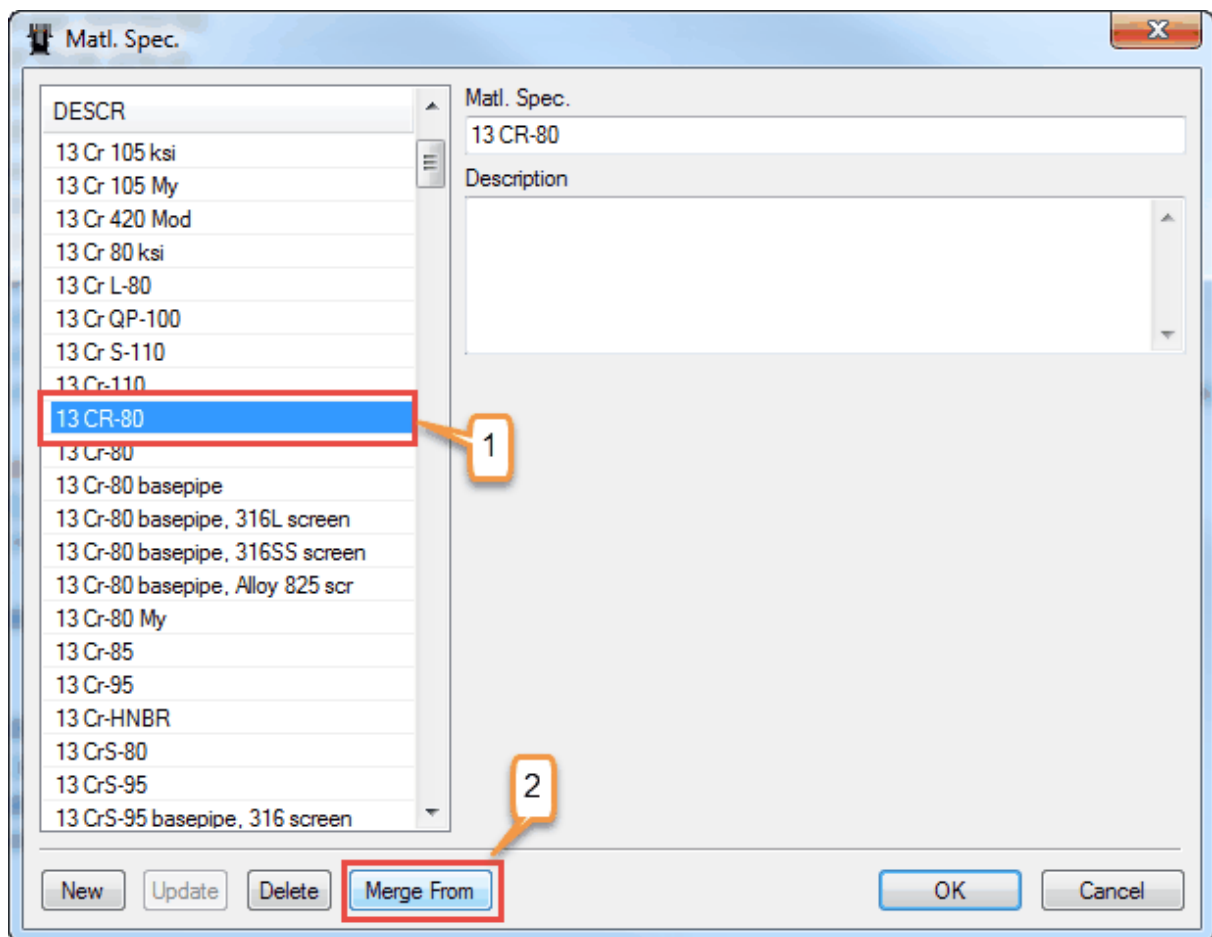 Matl. Spec.
DESCR
13 Cr 105 ksi
13 Cr 105 My
13 Cr 420 Mod
13 Cr 80 ksi
13 Cr L-80
13 Cr QP-100
13 Cr S-110
13 Cr-110
13 CR-80
13 Cr-80
13 Cr-80 basepipe
13 Cr-80 basepipe, 316L screen
13 Cr-80 basepipe, 316SS screen
13 Cr-80 basepipe, Alloy 825 scr
13 Cr-80 My
13 Cr-85
13 Cr-95
13 Cr-HNBR
13 CrS-80
13 CrS-95
13 CrS-95 basepipe, 316 screen
Matl. Spec.
13 CR-80
Description
1
2
New Update Delete Merge From OK Cancel